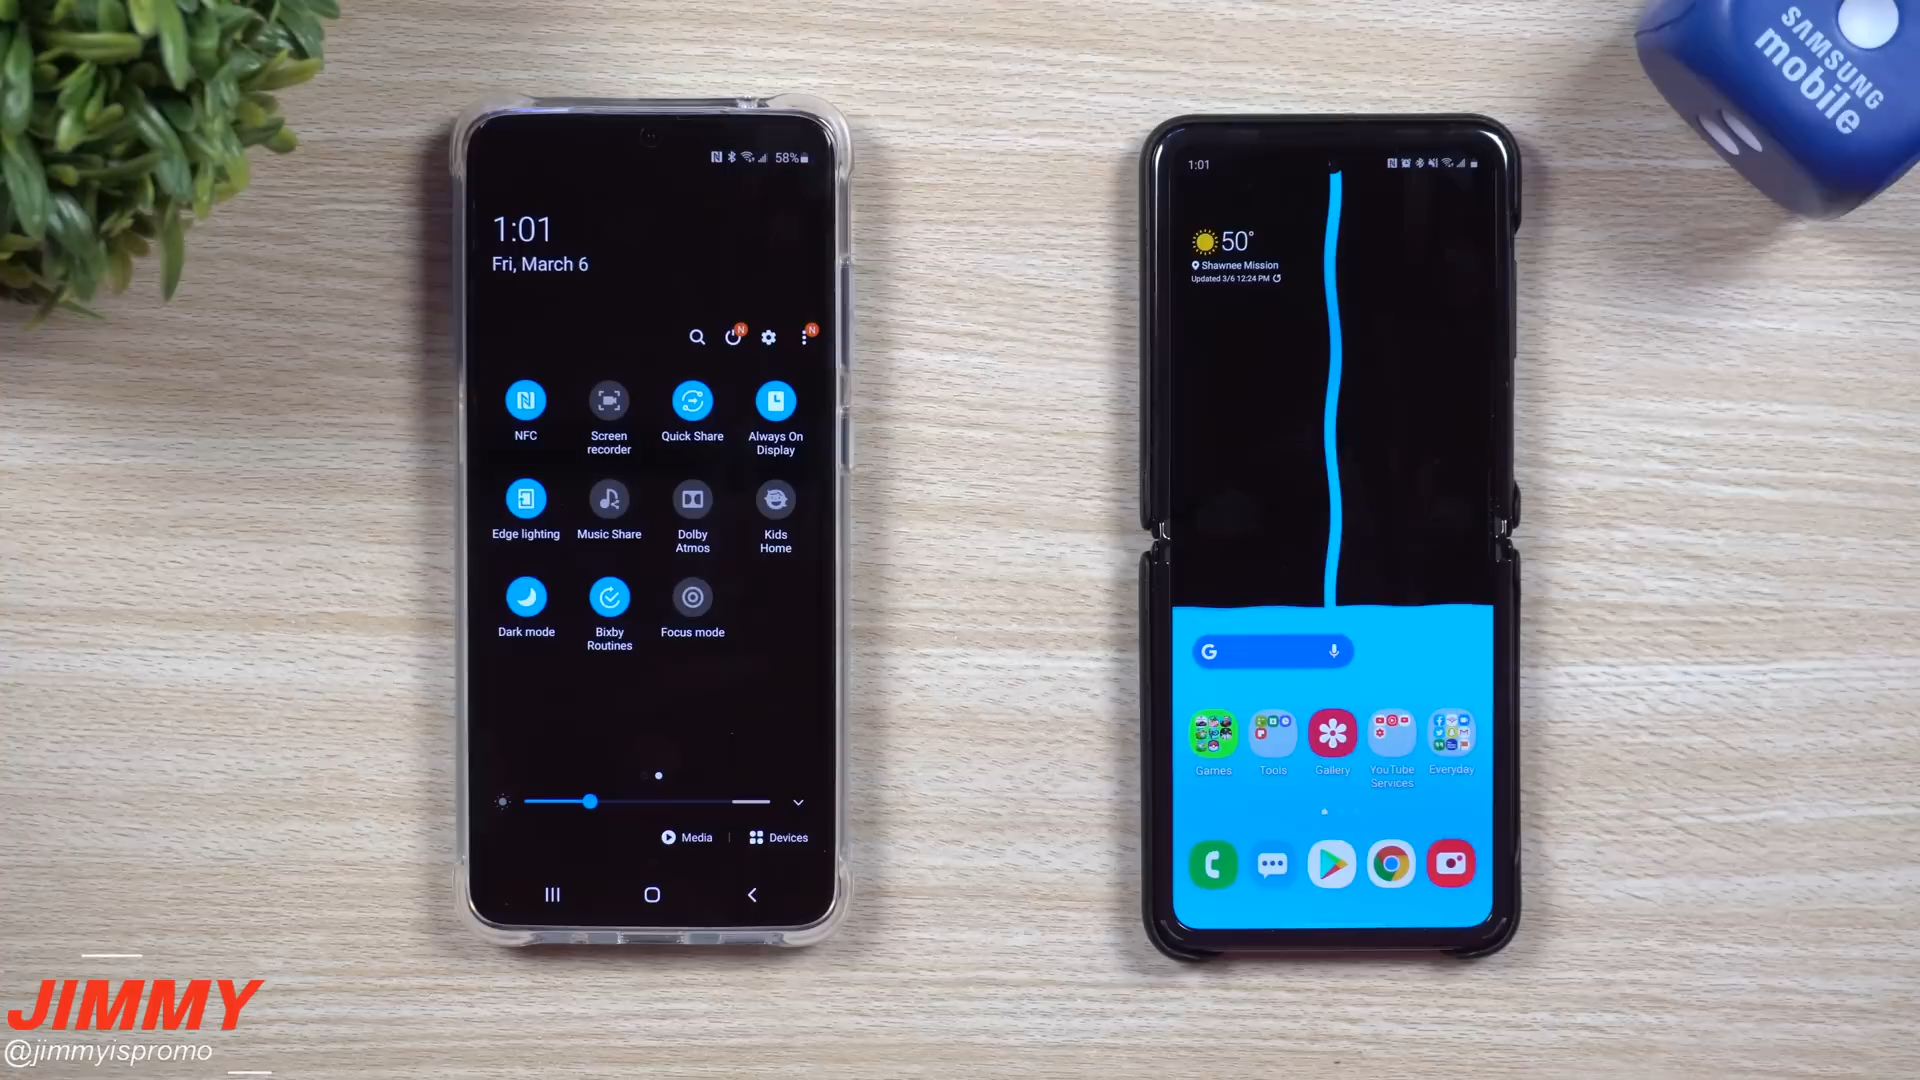 SAMSUNG
mobile
58%
1:01
Fri, March 6
N
N
NFC
Screen
recorder
Quick Share
Always On
Display
Edge lighting
Music Share
Dolby
Atmos
Kids
Home
Dark mode
Bixby
Routines
Focus mode
Media
Devices
1:01
50°
Shawnee Mission
Updated 3/6 12:24 PM
G
Games
Tools
Gallery
YouTube
Services
Everyday
JIMMY
@jimmyispromo